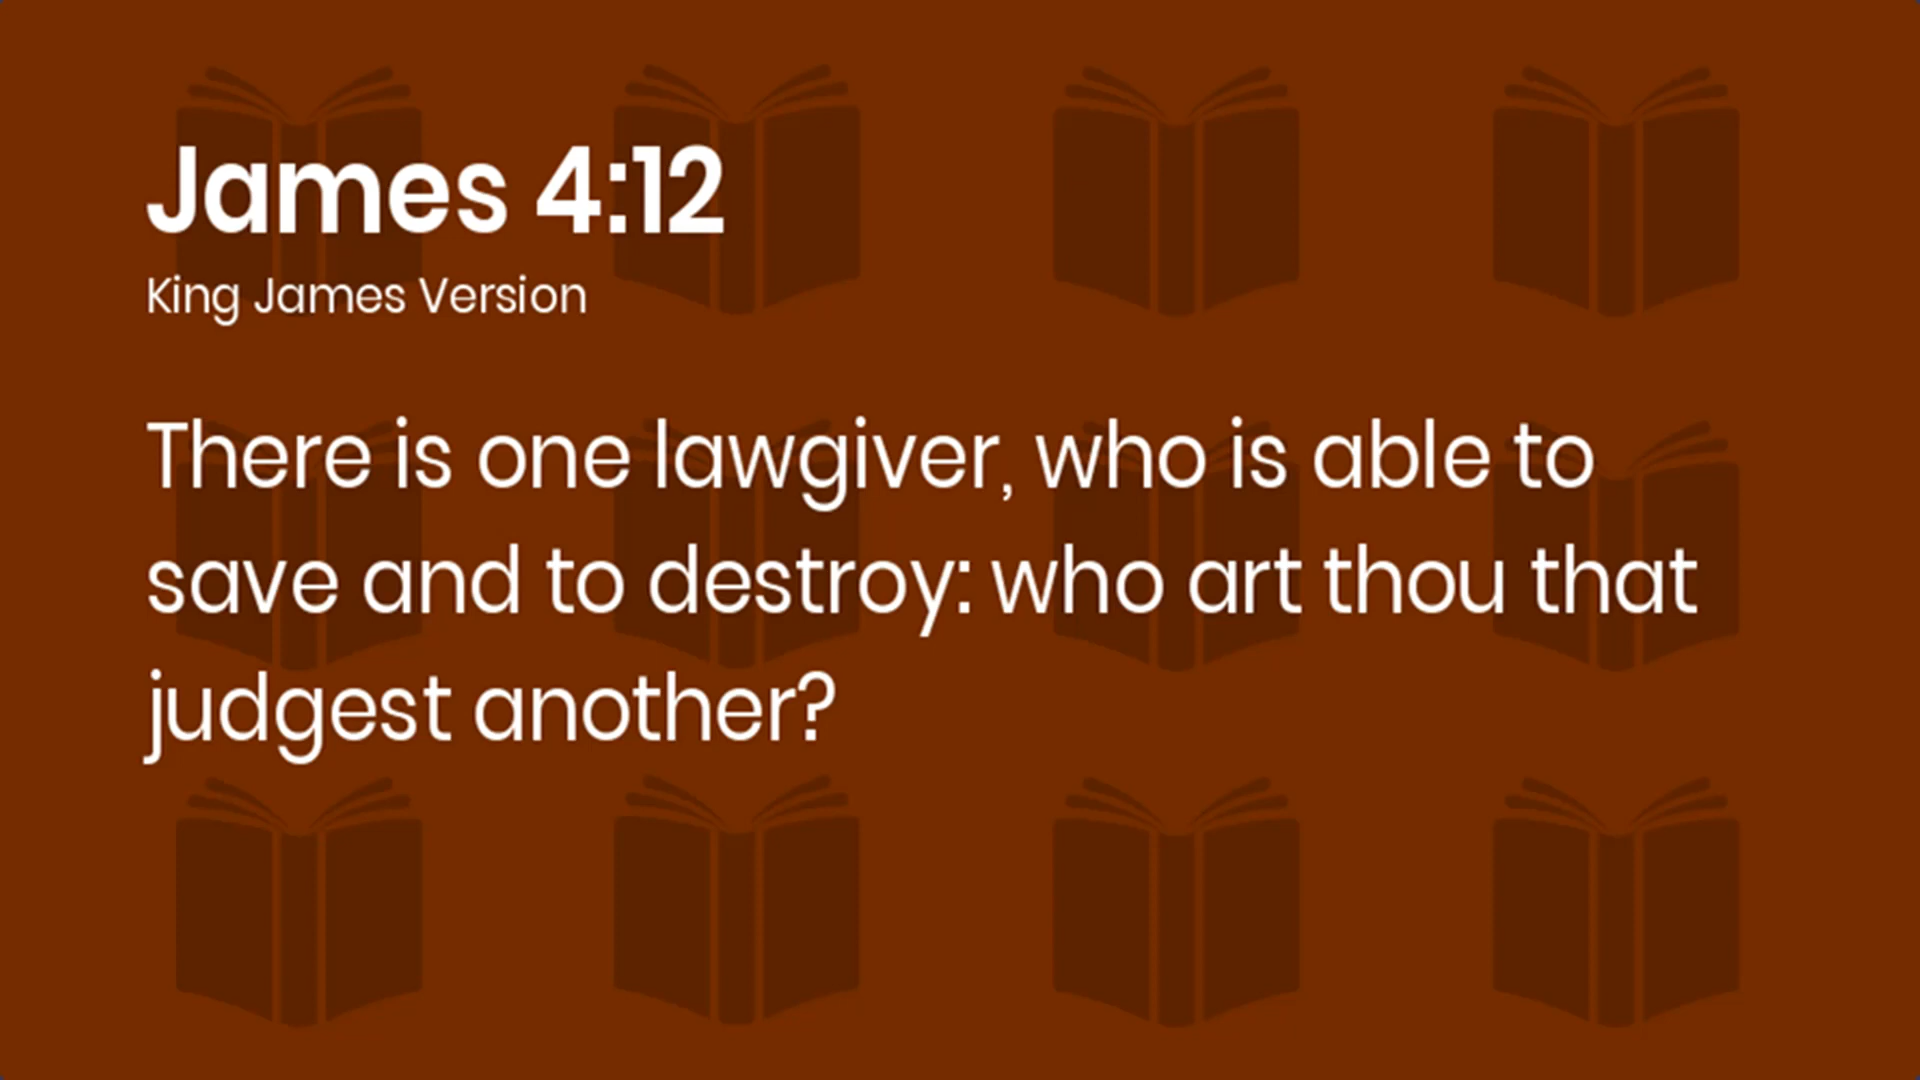 James 4:12
King James Version
There is one lawgiver, who is able to
save and to destroy: who art thou that
judgest another?